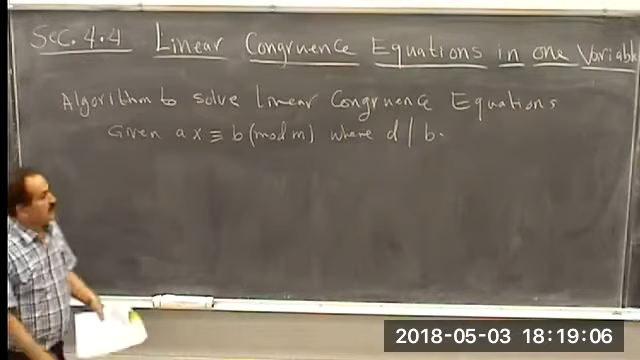 Sec. 4.4 Linear Congruence Equations in one Variable
Algorithm to solve Linear Congruence Equations
Given a x ≡ b (mod m) where d | b.
2018-05-03 18:19:06